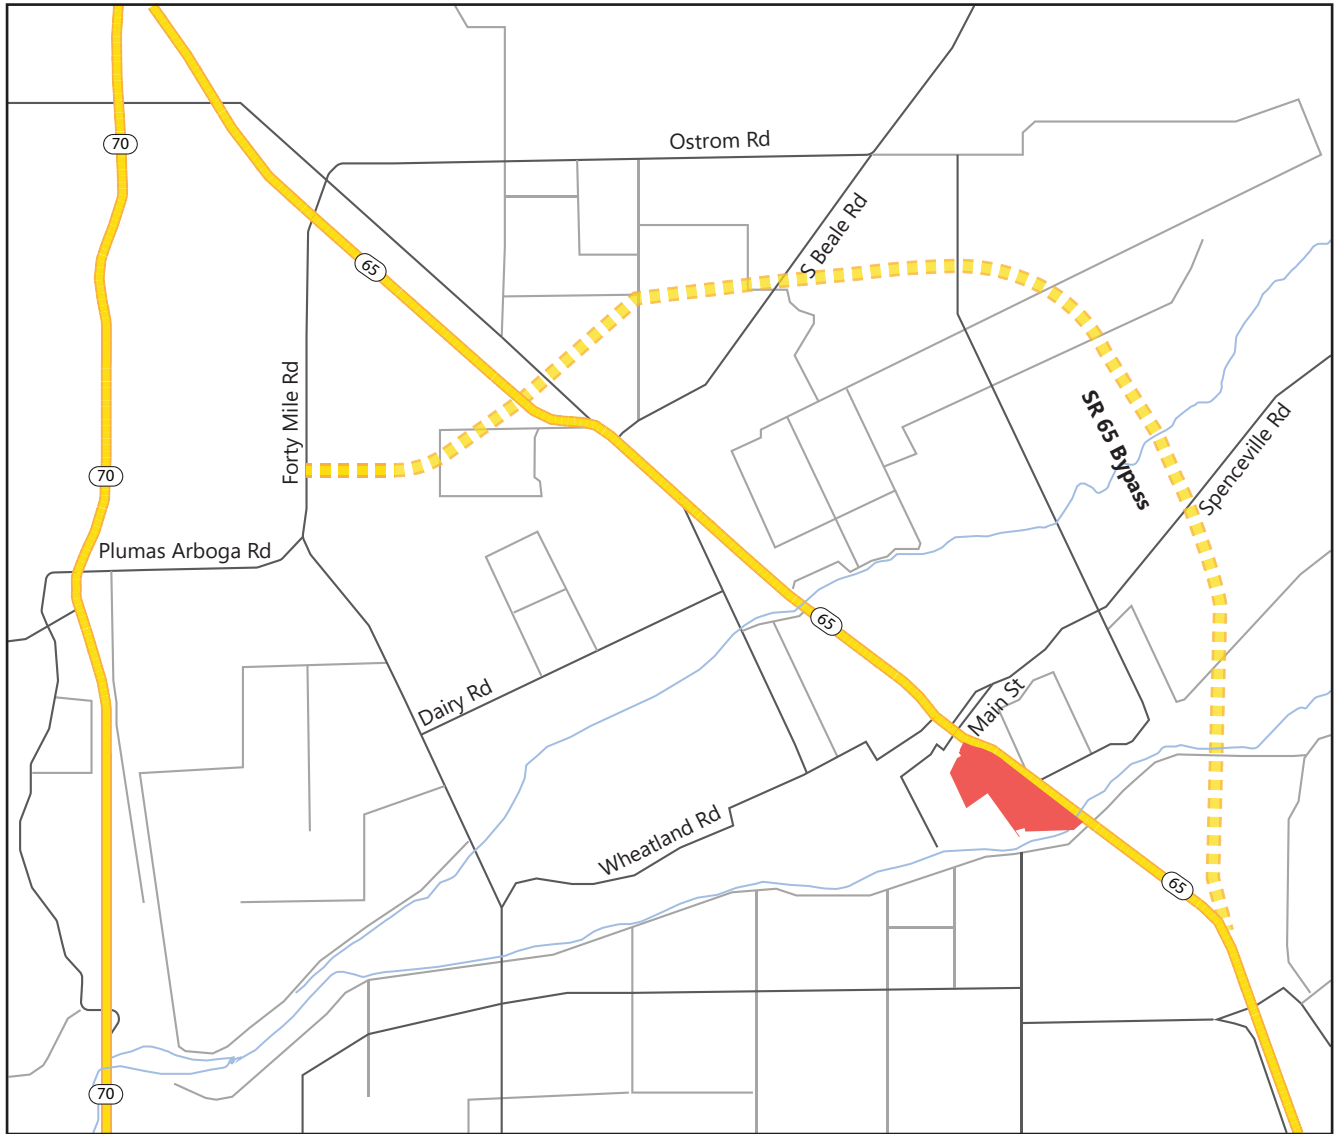 70
Ostrom Rd
S Beale Rd
65
Forty Mile Rd
SR 65 Bypass
Spenceville Rd
70
Plumas Arboga Rd
65
Dairy Rd
Main St
Wheatland Rd
65
70